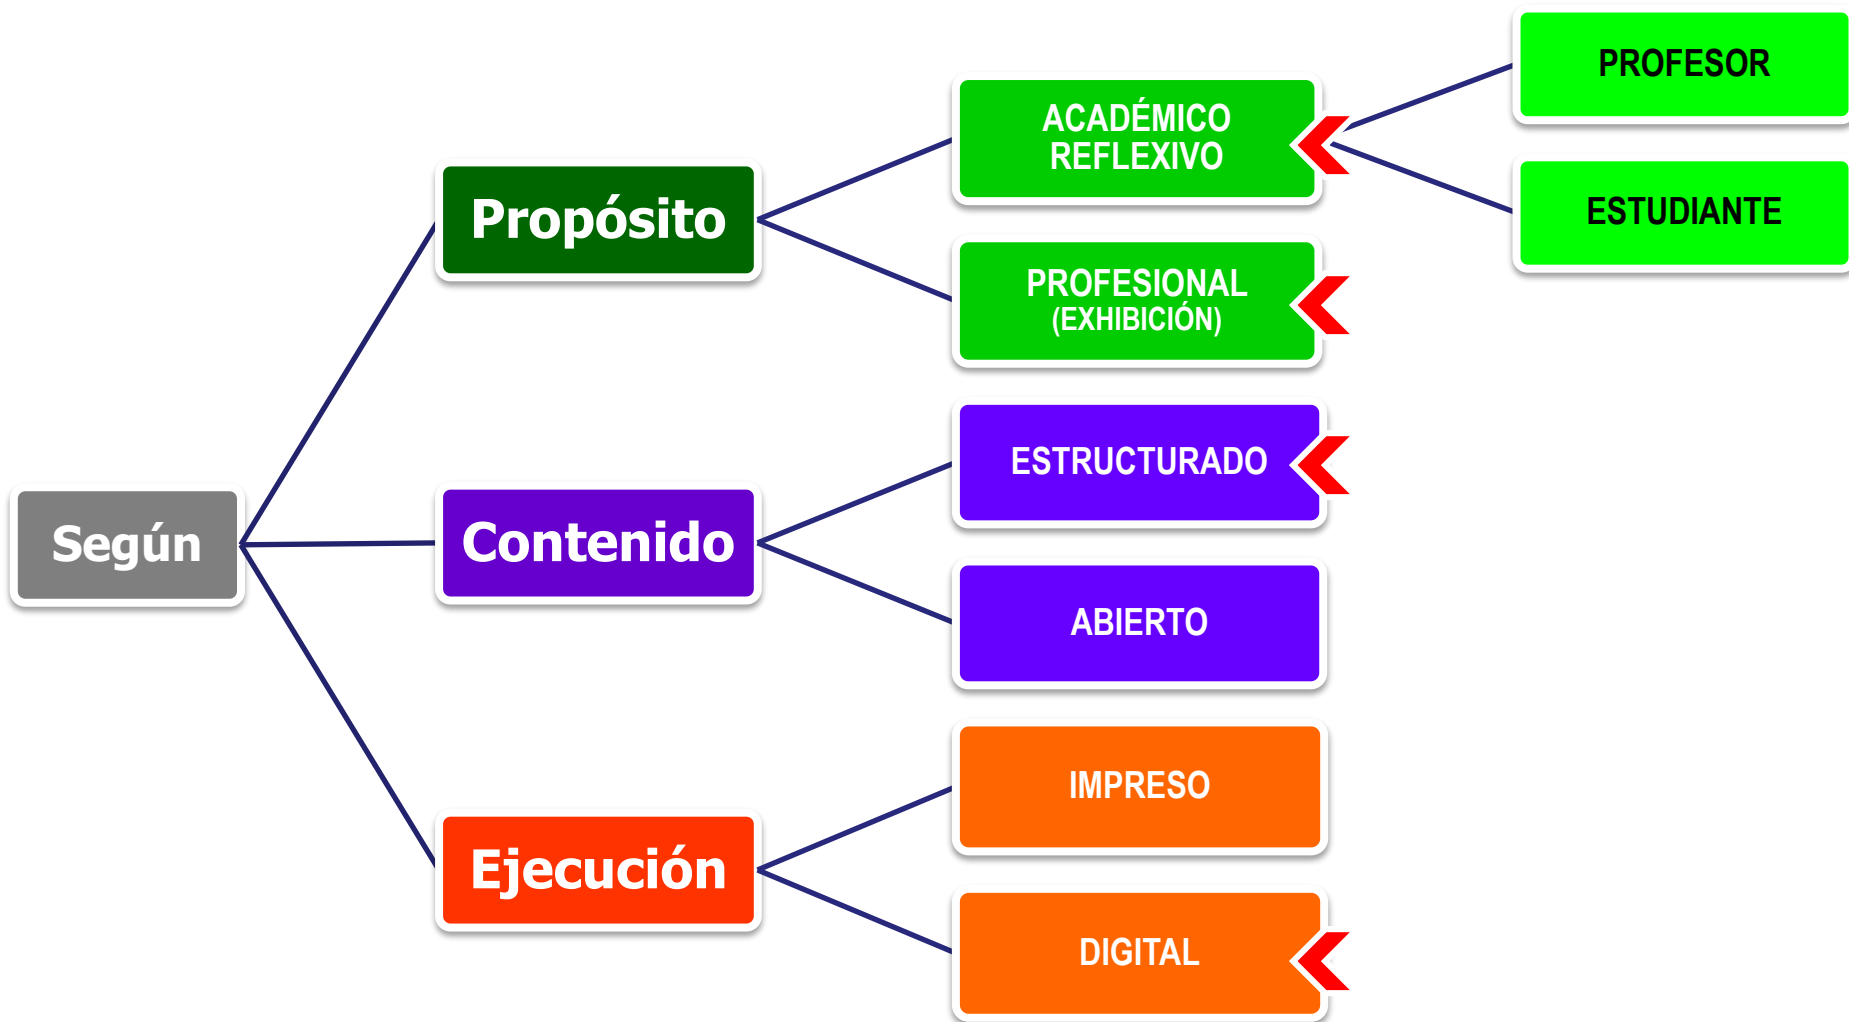 Según
Propósito
ACADÉMICO
REFLEXIVO
PROFESOR
ESTUDIANTE
PROFESIONAL
(EXHIBICIÓN)
Contenido
ESTRUCTURADO
ABIERTO
Ejecución
IMPRESO
DIGITAL